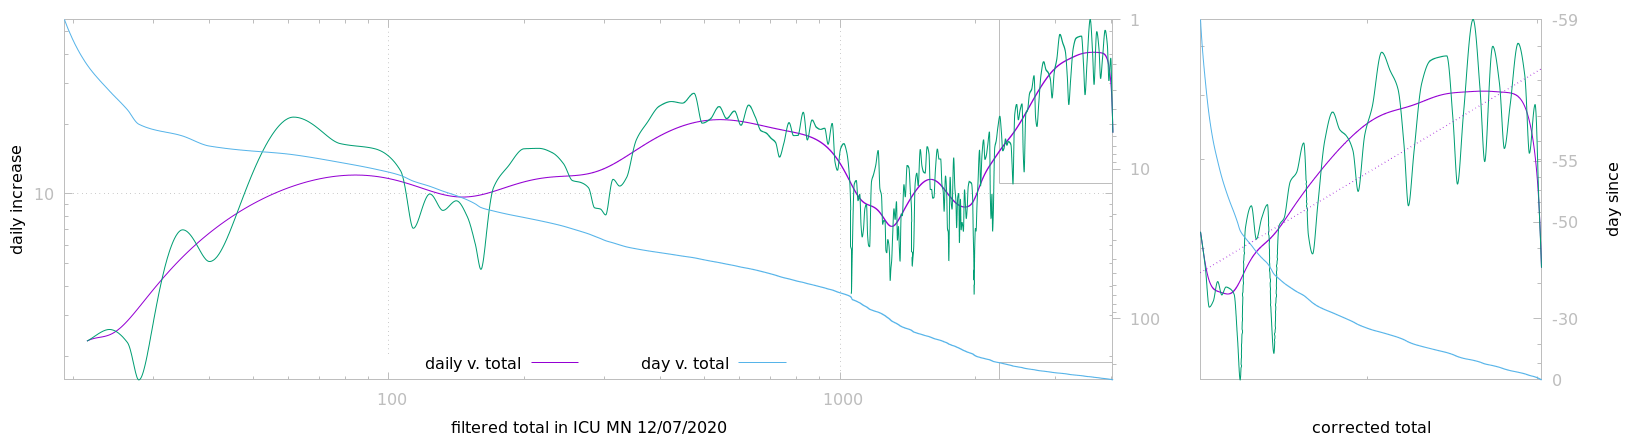 1
10
100
10
100
1000
daily increase
daily v. total
day v. total
filtered total in ICU MN 12/07/2020
-59
-55
-50
-30
0
day since
corrected total